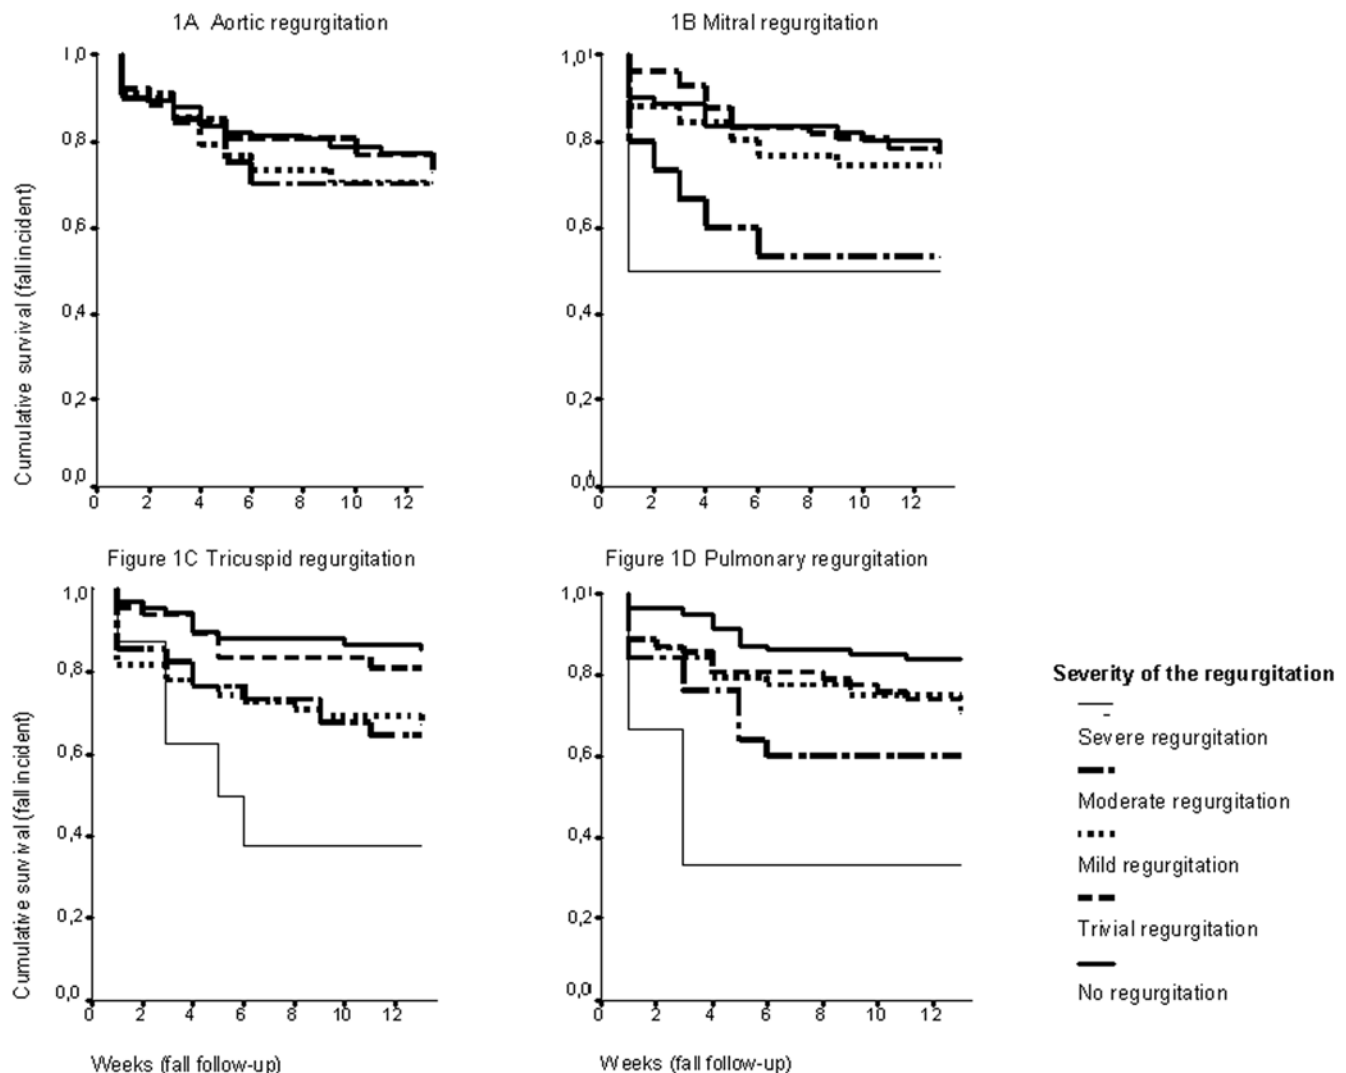 1A Aortic regurgitation
1B Mitral regurgitation
Cumulative survival (fall incident)
1,0
0,8
0,6
0,4
0,2
0,0
0 2 4 6 8 10 12
1,0
0,8
0,6
0,4
0,2
0,0
0 2 4 6 8 10 12
Figure 1C Tricuspid regurgitation
Figure 1D Pulmonary regurgitation
Cumulative survival (fall incident)
1,0
0,8
0,6
0,4
0,2
0,0
0 2 4 6 8 10 12
Weeks (fall follow-up)
1,0
0,8
0,6
0,4
0,2
0,0
0 2 4 6 8 10 12
Weeks (fall follow-up)
Severity of the regurgitation
Severe regurgitation
Moderate regurgitation
Mild regurgitation
Trivial regurgitation
No regurgitation